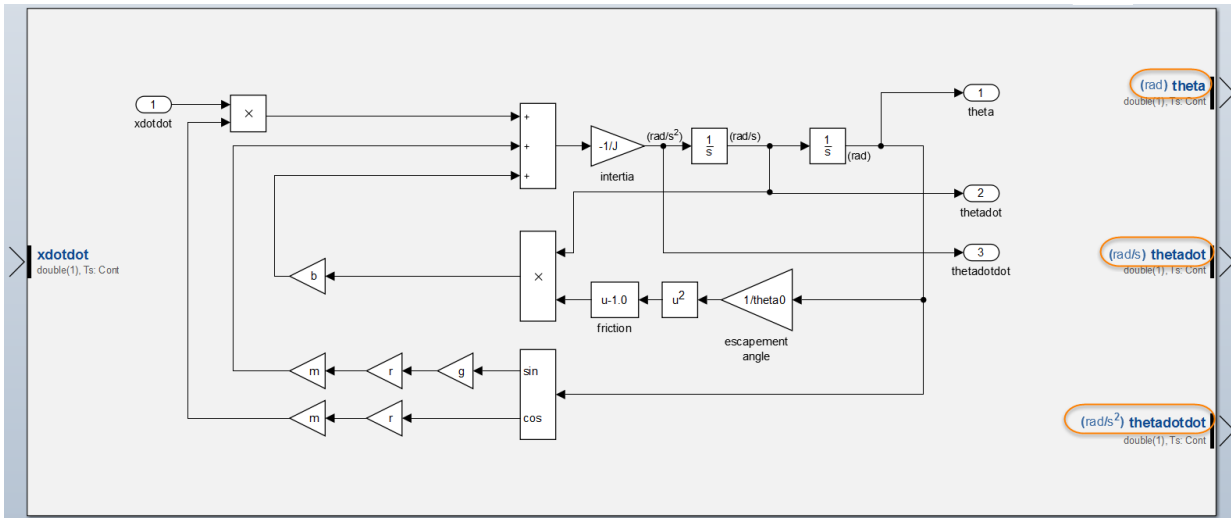 (rad) theta
double(1), Ts: Cont
1
xdotdot
×
+
+
+
-1/J
intertia
(rad/s²)
1
s
(rad/s)
1
s
(rad)
1
theta
2
thetadot
3
thetadotdot
xdotdot
double(1), Ts: Cont
(rad/s) thetadot
double(1), Ts: Cont
b
×
u-1.0
friction
u²
1/theta0
escapement
angle
m
r
g
sin
m
r
cos
(rad/s²) thetadotdot
double(1), Ts: Cont